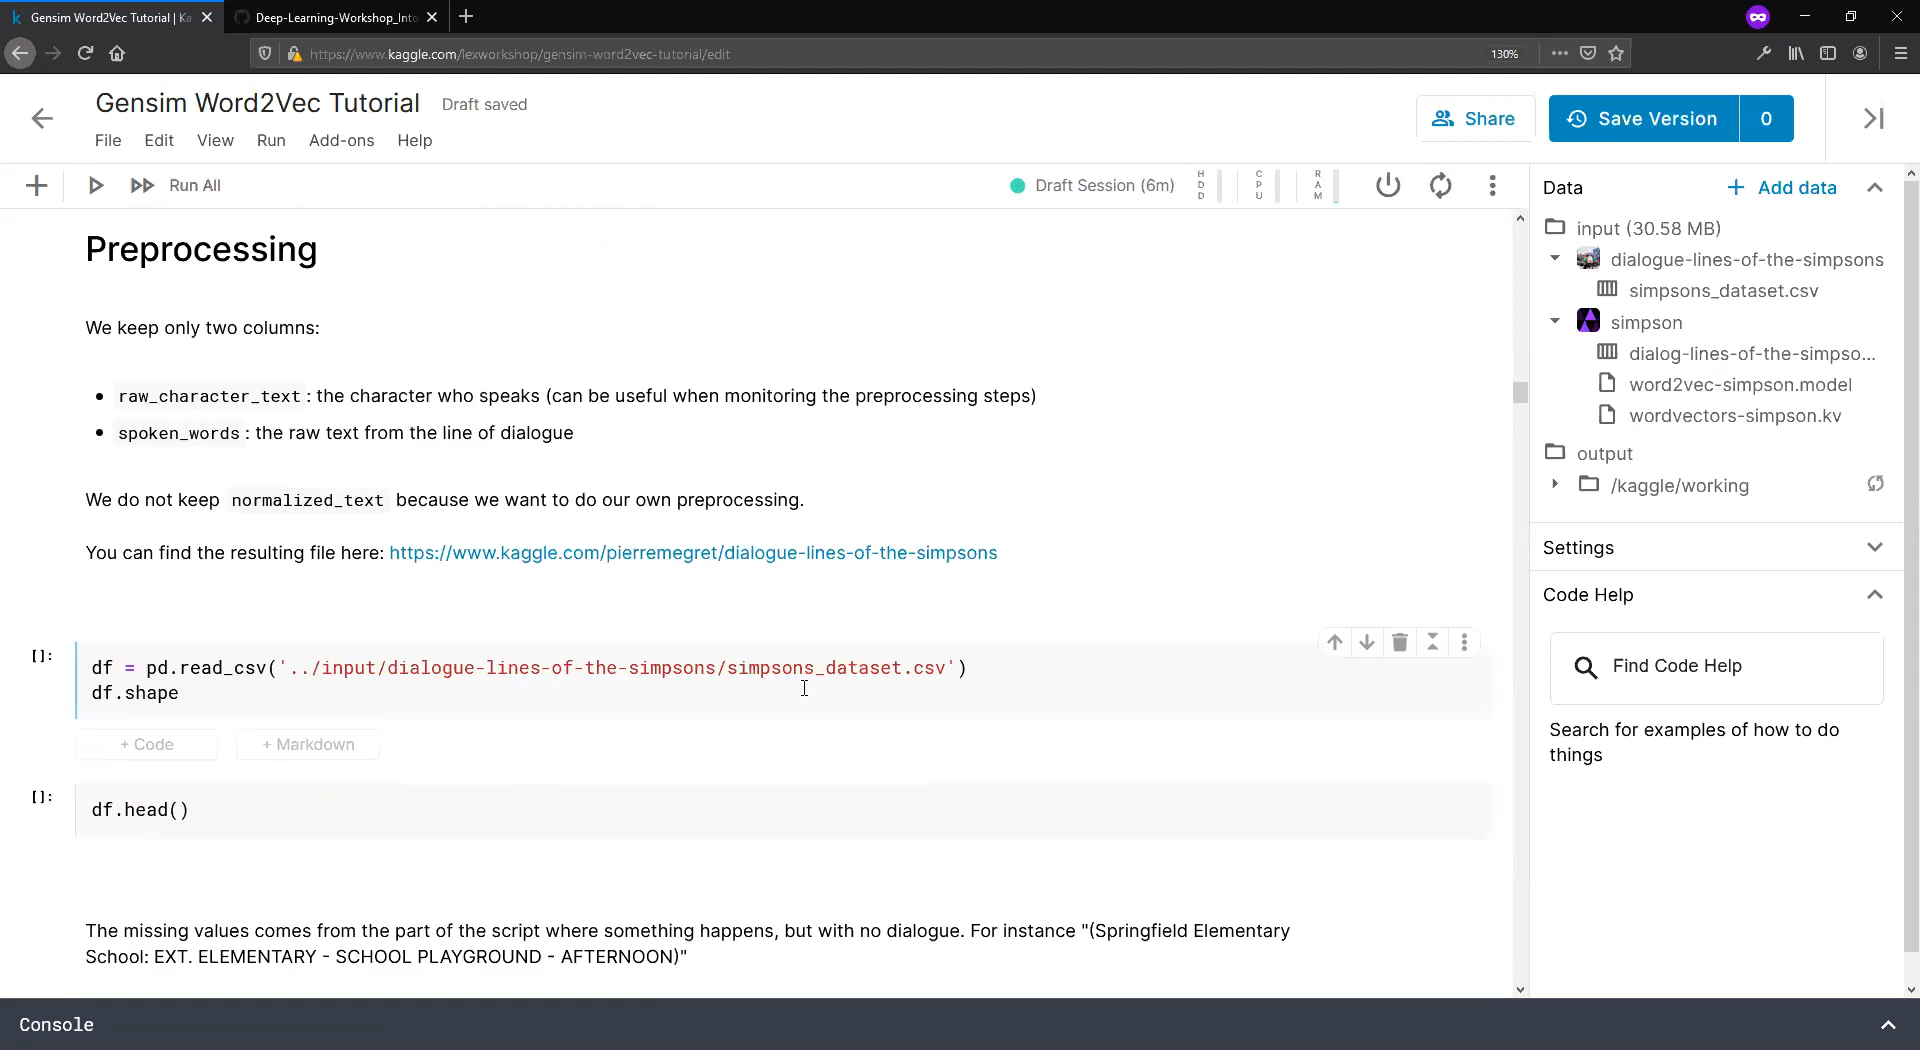 Gensim Word2Vec Tutorial | Ka
Deep-Learning-Workshop_Into
https://www.kaggle.com/lexworkshop/gensim-word2vec-tutorial/edit
130%
Gensim Word2Vec Tutorial
Draft saved
File Edit View Run Add-ons Help
Share
Save Version
0
Run All
Draft Session (6m)
HDD
CPU
RAM
Preprocessing
We keep only two columns:
raw_character_text : the character who speaks (can be useful when monitoring the preprocessing steps)
spoken_words : the raw text from the line of dialogue
We do not keep normalized_text because we want to do our own preprocessing.
You can find the resulting file here: https://www.kaggle.com/pierremegret/dialogue-lines-of-the-simpsons
[]:
df = pd.read_csv('../input/dialogue-lines-of-the-simpsons/simpsons_dataset.csv')
df.shape
+ Code
+ Markdown
[]:
df.head()
The missing values comes from the part of the script where something happens, but with no dialogue. For instance "(Springfield Elementary
School: EXT. ELEMENTARY - SCHOOL PLAYGROUND - AFTERNOON)"
Data
+ Add data
input (30.58 MB)
dialogue-lines-of-the-simpsons
simpsons_dataset.csv
simpson
dialog-lines-of-the-simpso...
word2vec-simpson.model
wordvectors-simpson.kv
output
/kaggle/working
Settings
Code Help
Find Code Help
Search for examples of how to do
things
Console